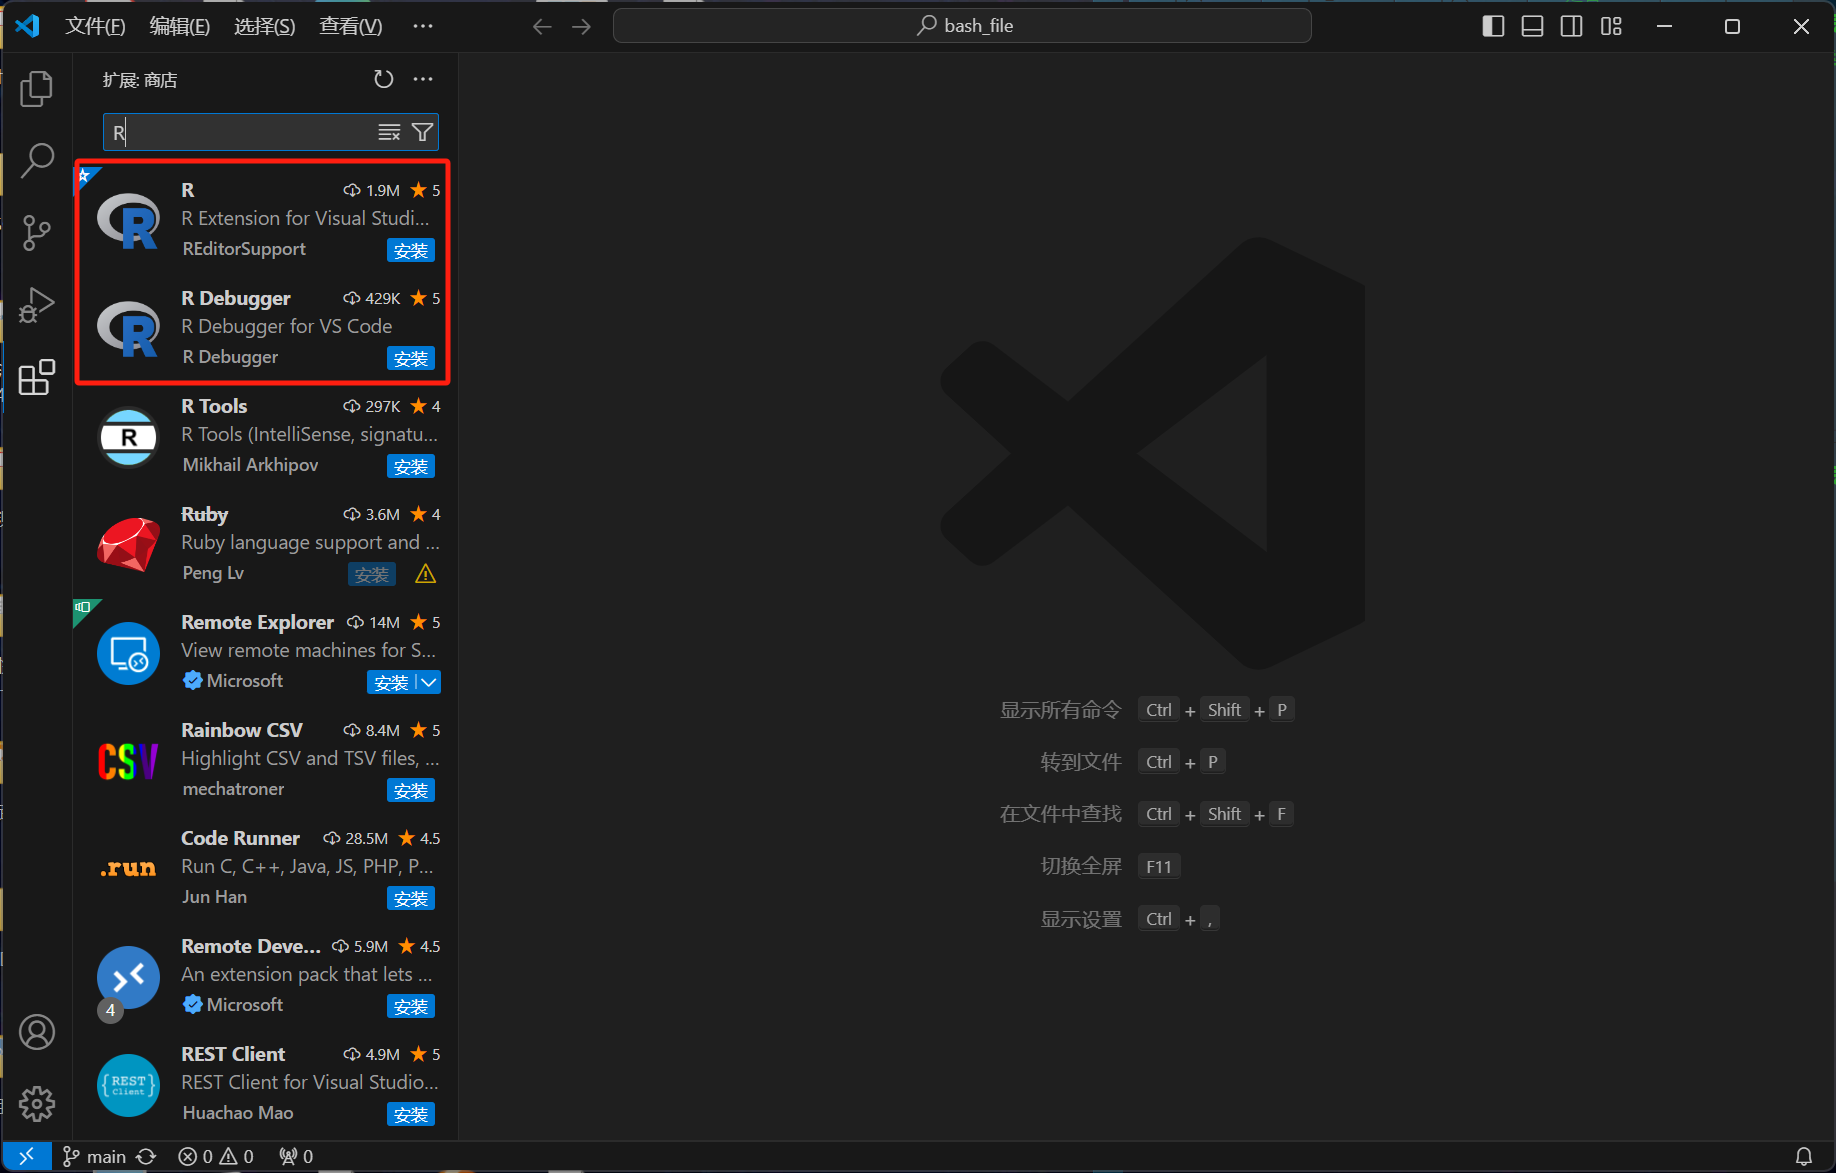 文件(F) 编辑(E) 选择(S) 查看(V) ··· bash_file
扩展: 商店
R
R 1.9M 5
R Extension for Visual Studi...
REditorSupport 安装
R Debugger 429K 5
R Debugger for VS Code
R Debugger 安装
R Tools 297K 4
R
R Tools (IntelliSense, signatu...
Mikhail Arkhipov 安装
Ruby 3.6M 4
Ruby language support and ...
Peng Lv 安装
Remote Explorer 14M 5
View remote machines for S...
Microsoft 安装
Rainbow CSV 8.4M 5
CSV
Highlight CSV and TSV files, ...
mechatroner 安装
Code Runner 28.5M 4.5
.run
Run C, C++, Java, JS, PHP, P...
Jun Han 安装
Remote Deve... 5.9M 4.5
An extension pack that lets ...
4
Microsoft 安装
REST Client 4.9M 5
{REST}
Client
REST Client for Visual Studio...
Huachao Mao 安装
显示所有命令 Ctrl + Shift + P
转到文件 Ctrl + P
在文件中查找 Ctrl + Shift + F
切换全屏 F11
显示设置 Ctrl + ,
main 0 0 0